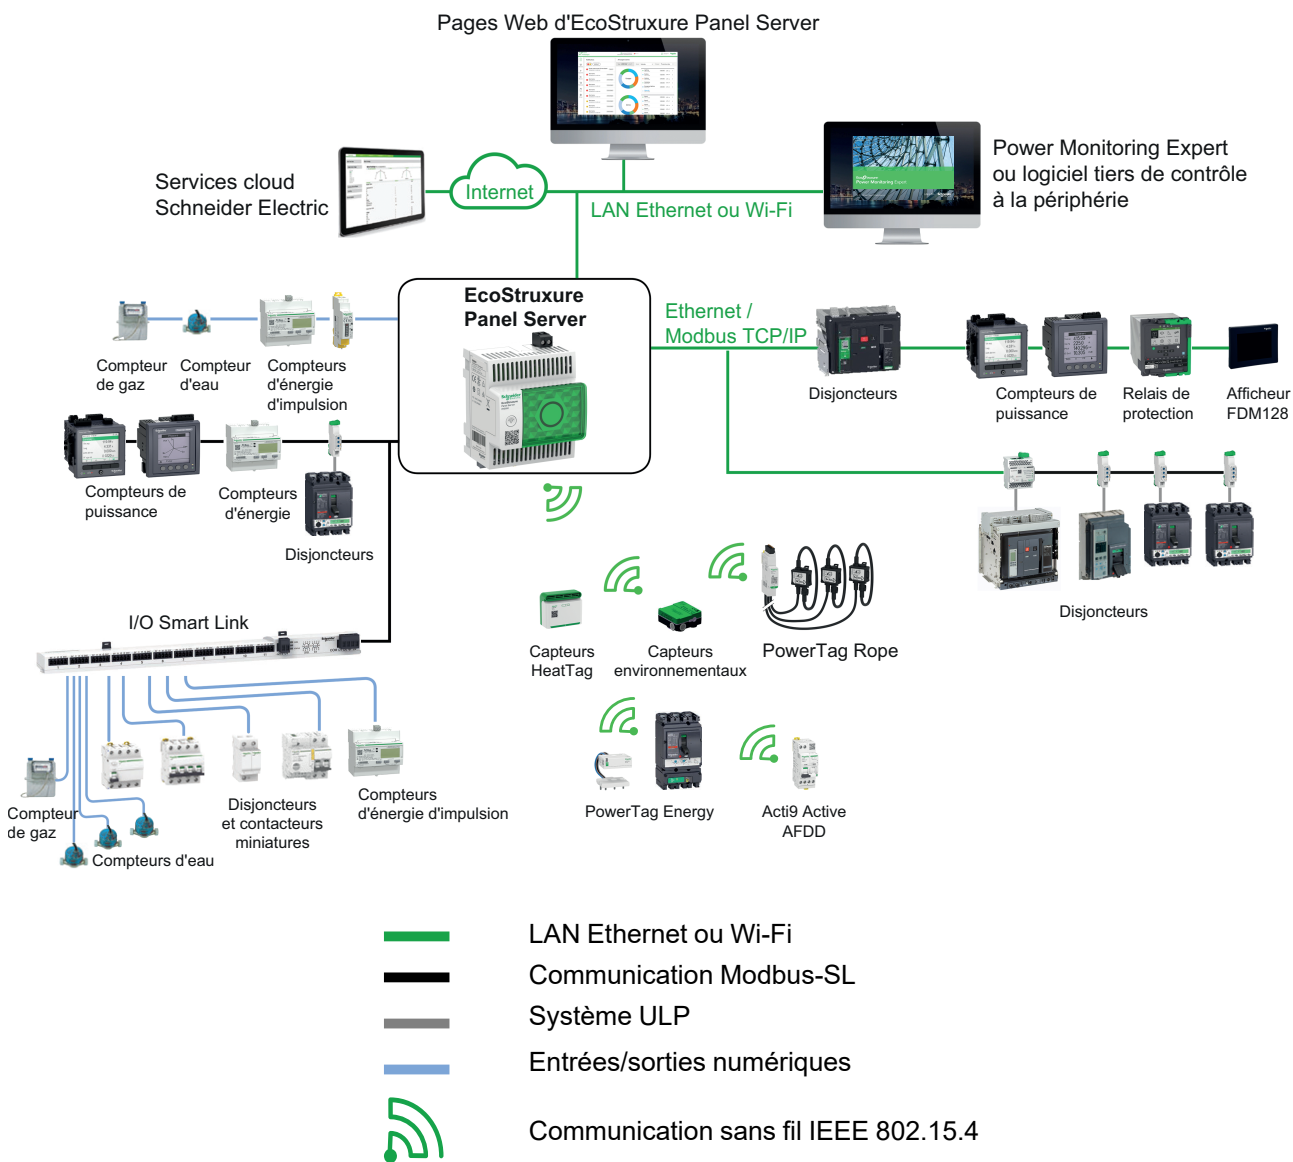 Pages Web d'EcoStruxure Panel Server
Services cloud
Schneider Electric
Internet
LAN Ethernet ou Wi-Fi
Power Monitoring Expert
Power Monitoring Expert
ou logiciel tiers de contrôle
à la périphérie
EcoStruxure
Panel Server
Ethernet /
Modbus TCP/IP
Compteur
de gaz
Compteur
d'eau
Compteurs
d'énergie
d'impulsion
Disjoncteurs
Compteurs de
puissance
Relais de
protection
Afficheur
FDM128
Compteurs de
puissance
Compteurs
d'énergie
Disjoncteurs
Disjoncteurs
I/O Smart Link
Capteurs
HeatTag
Capteurs
environnementaux
PowerTag Rope
Compteur
de gaz
Compteurs d'eau
Disjoncteurs
et contacteurs
miniatures
Compteurs
d'énergie d'impulsion
PowerTag Energy
Acti9 Active
AFDD
LAN Ethernet ou Wi-Fi
Communication Modbus-SL
Système ULP
Entrées/sorties numériques
Communication sans fil IEEE 802.15.4